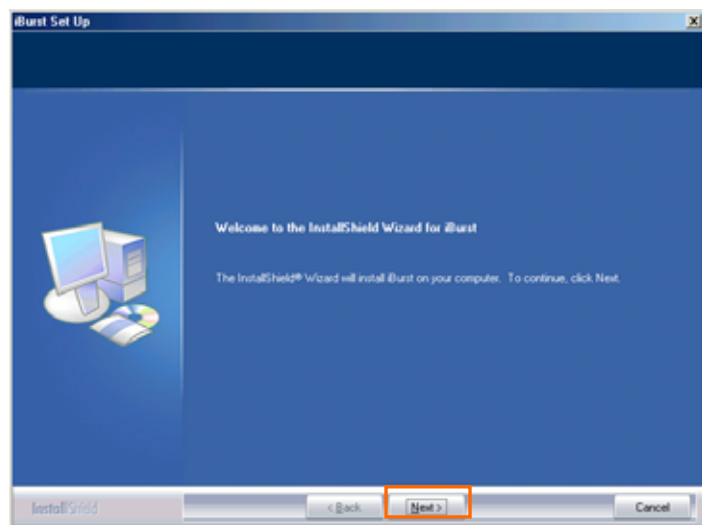 iBurst Set Up
Welcome to the InstallShield Wizard for iBurst
The InstallShield® Wizard will install iBurst on your computer. To continue, click Next.
InstallShield
< Back
Next >
Cancel